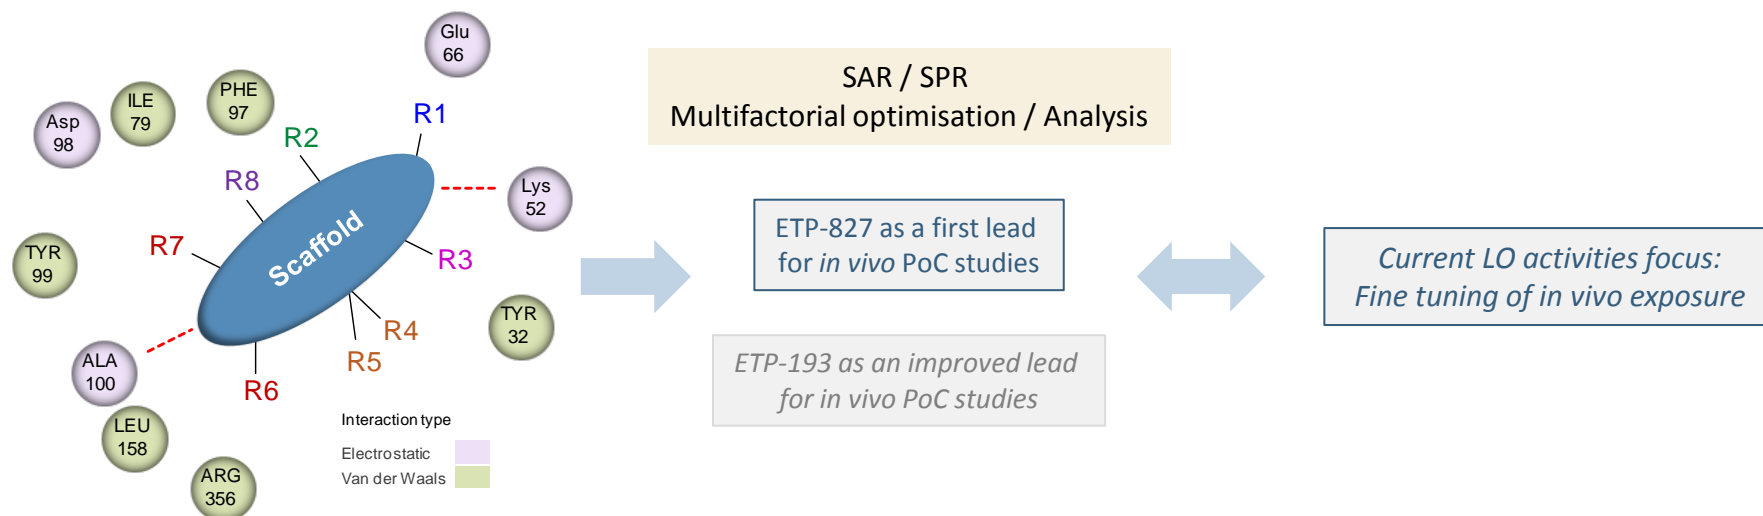 Glu
66
PHE
97
ILE
79
Asp
98
R1
R2
R8
Lys
52
R7
Scaffold
R3
TYR
99
TYR
32
R4
R5
ALA
100
R6
LEU
158
ARG
356
Interaction type
Electrostatic
Van der Waals
SAR / SPR
Multifactorial optimisation / Analysis
ETP-827 as a first lead
for in vivo PoC studies
ETP-193 as an improved lead
for in vivo PoC studies
Current LO activities focus:
Fine tuning of in vivo exposure